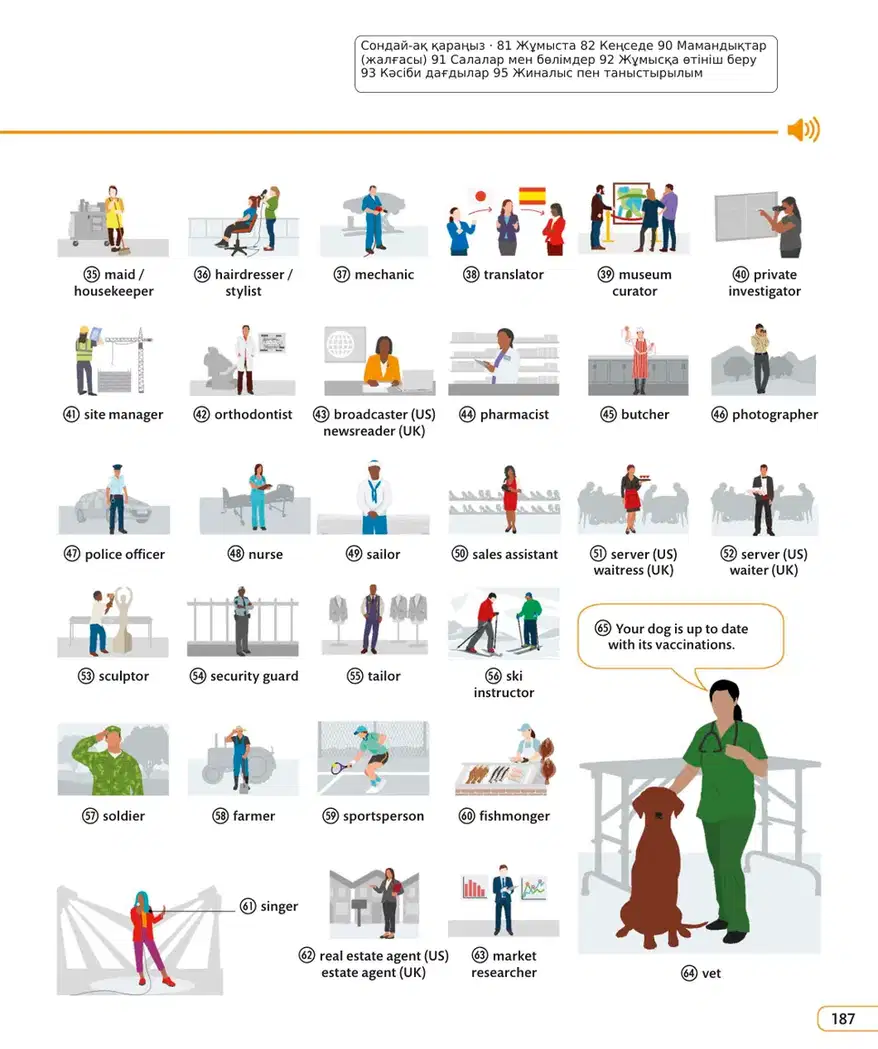 Сондай-ақ қараңыз · 81 Жұмыста 82 Кеңседе 90 Мамандықтар
(жалғасы) 91 Салалар мен бөлімдер 92 Жұмысқа өтініш беру
93 Кәсіби дағдылар 95 Жиналыс пен таныстырылым
㉟ maid /
housekeeper
㊱ hairdresser /
stylist
㊲ mechanic
㊳ translator
㊴ museum
curator
㊵ private
investigator
㊶ site manager
㊷ orthodontist
㊸ broadcaster (US)
newsreader (UK)
㊹ pharmacist
㊺ butcher
㊻ photographer
㊼ police officer
㊽ nurse
㊾ sailor
㊿ sales assistant
51 server (US)
waitress (UK)
52 server (US)
waiter (UK)
53 sculptor
54 security guard
55 tailor
56 ski
instructor
65 Your dog is up to date
with its vaccinations.
57 soldier
58 farmer
59 sportsperson
60 fishmonger
61 singer
62 real estate agent (US)
estate agent (UK)
63 market
researcher
64 vet
187